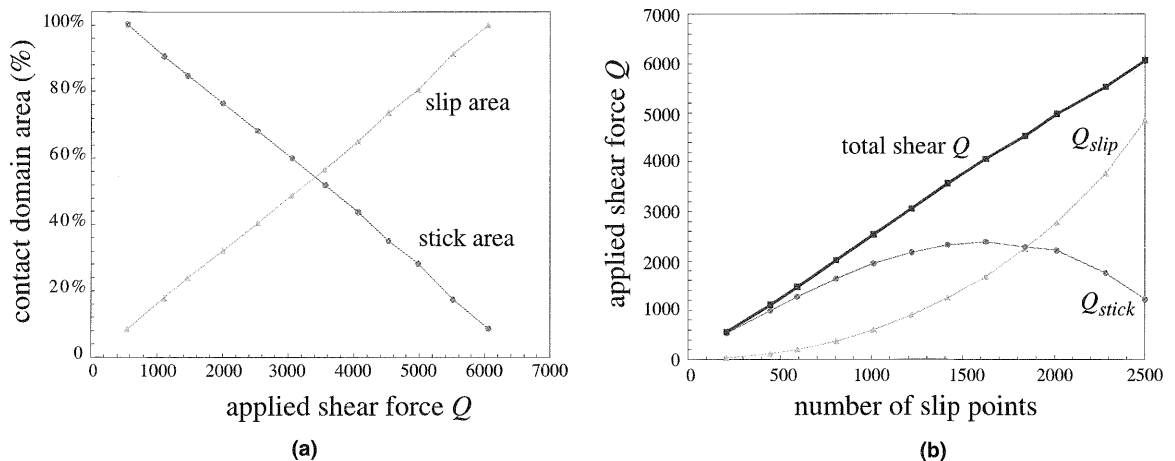 100%
80%
60%
40%
20%
0
0 1000 2000 3000 4000 5000 6000 7000
contact domain area (%)
slip area
stick area
applied shear force Q
(a)
7000
6000
5000
4000
3000
2000
1000
0
0 500 1000 1500 2000 2500
applied shear force Q
total shear Q
Qslip
Qstick
number of slip points
(b)